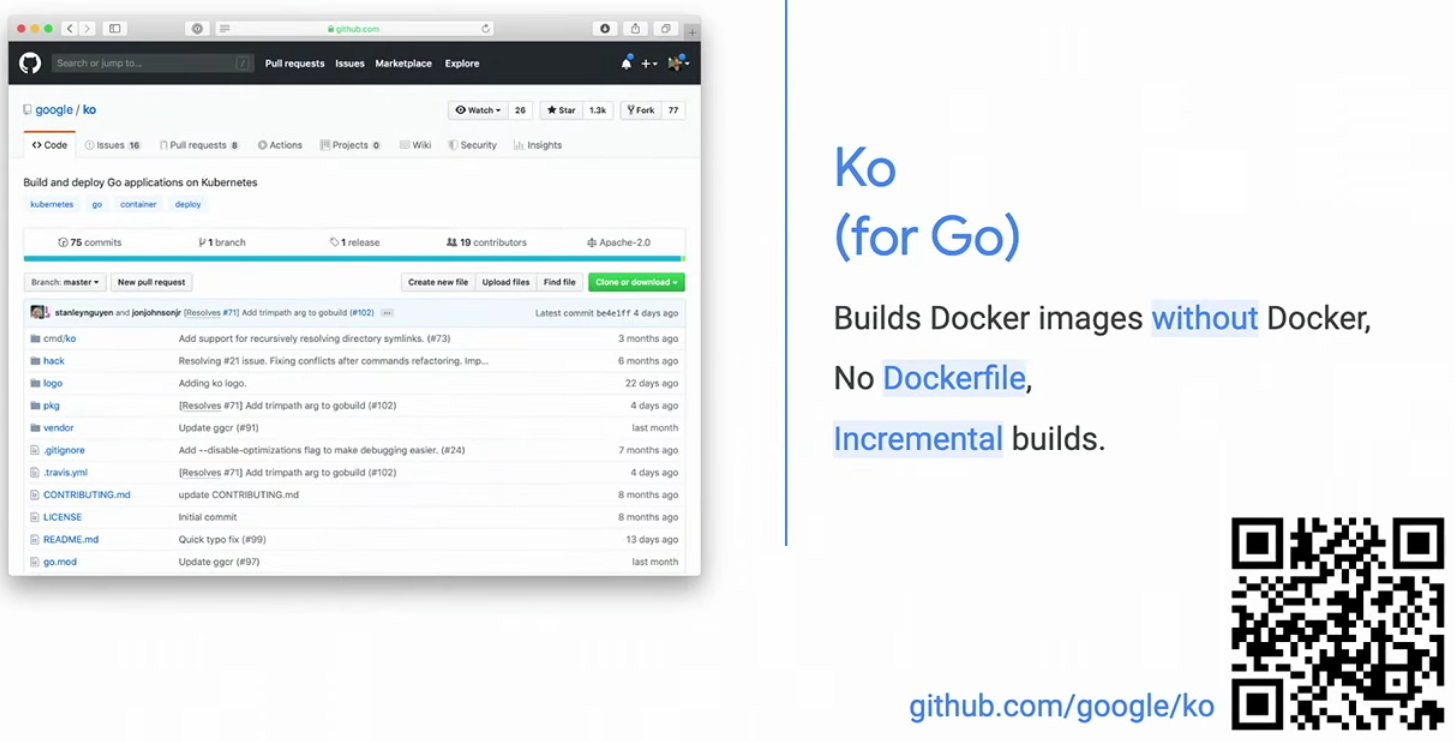 github.com
Search or jump to... /
Pull requests Issues Marketplace Explore
google / ko
Watch 26 Star 1.3k Fork 77
Code Issues 16 Pull requests 8 Actions Projects 0 Wiki Security Insights
Build and deploy Go applications on Kubernetes
kubernetes go container deploy
75 commits 1 branch 1 release 19 contributors Apache-2.0
Branch: master New pull request Create new file Upload files Find file Clone or download
stanleynguyen and jonjohnsonjr [Resolves #71] Add trimpath arg to gobuild (#102) ... Latest commit be4e1ff 4 days ago
cmd/ko Add support for recursively resolving directory symlinks. (#73) 3 months ago
hack Resolving #21 issue. Fixing conflicts after commands refactoring. Imp... 6 months ago
logo Adding ko logo. 22 days ago
pkg [Resolves #71] Add trimpath arg to gobuild (#102) 4 days ago
vendor Update ggcr (#91) last month
.gitignore Add --disable-optimizations flag to make debugging easier. (#24) 7 months ago
.travis.yml [Resolves #71] Add trimpath arg to gobuild (#102) 4 days ago
CONTRIBUTING.md update CONTRIBUTING.md 8 months ago
LICENSE Initial commit 8 months ago
README.md Quick typo fix (#99) 13 days ago
go.mod Update ggcr (#97) last month
Ko
(for Go)
Builds Docker images without Docker,
No Dockerfile,
Incremental builds.
github.com/google/ko